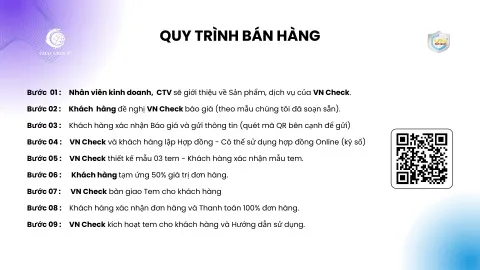 QUY TRÌNH BÁN HÀNG
Bước 01 : Nhân viên kinh doanh, CTV sẽ giới thiệu về Sản phẩm, dịch vụ của VN Check.
Bước 02 : Khách hàng đề nghị VN Check báo giá (theo mẫu chúng tôi đã soạn sẵn).
Bước 03 : Khách hàng xác nhận Báo giá và gửi thông tin (quét mã QR bên cạnh để gửi)
Bước 04 : VN Check và khách hàng lập Hợp đồng - Có thể sử dụng hợp đồng Online (ký số)
Bước 05 : VN Check thiết kế mẫu 03 tem - Khách hàng xác nhận mẫu tem.
Bước 06 : Khách hàng tạm ứng 50% giá trị đơn hàng.
Bước 07 : VN Check bàn giao Tem cho khách hàng
Bước 08 : Khách hàng xác nhận đơn hàng và Thanh toán 100% đơn hàng.
Bước 09 : VN Check kích hoạt tem cho khách hàng và Hướng dẫn sử dụng.